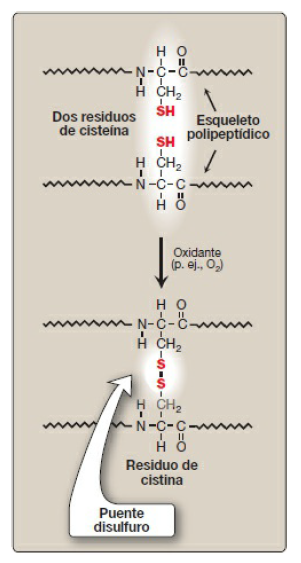 H O
N-C-C
H CH₂
SH
Dos residuos
de cisteína
Esqueleto
polipeptídico
SH
H CH₂
N-C-C
H O
Oxidante
(p. ej., O₂)
H O
N-C-C
H CH₂
S
S
H CH₂
N-C-C
H O
Residuo de
cistina
Puente
disulfuro